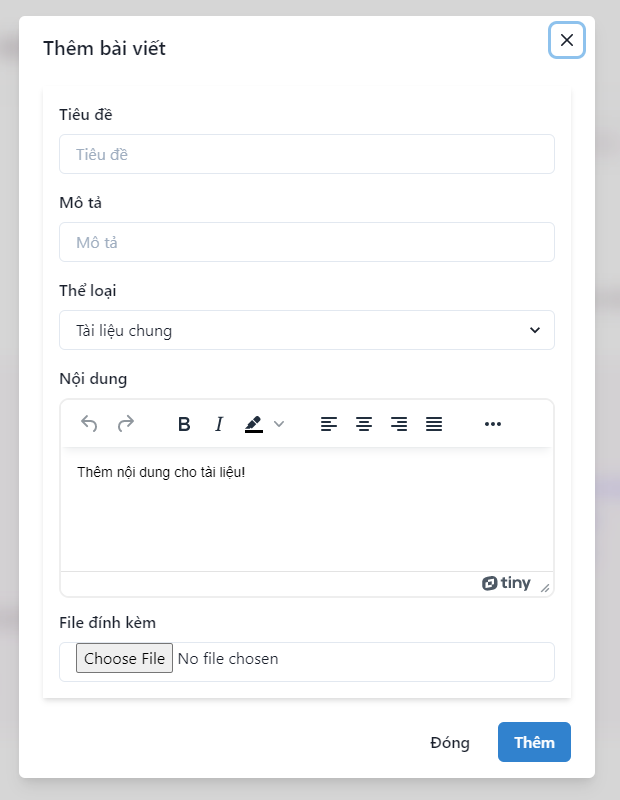 Thêm bài viết
Tiêu đề
Tiêu đề
Mô tả
Mô tả
Thể loại
Tài liệu chung
Nội dung
B I
Thêm nội dung cho tài liệu!
tiny
File đính kèm
Choose File No file chosen
Đóng Thêm